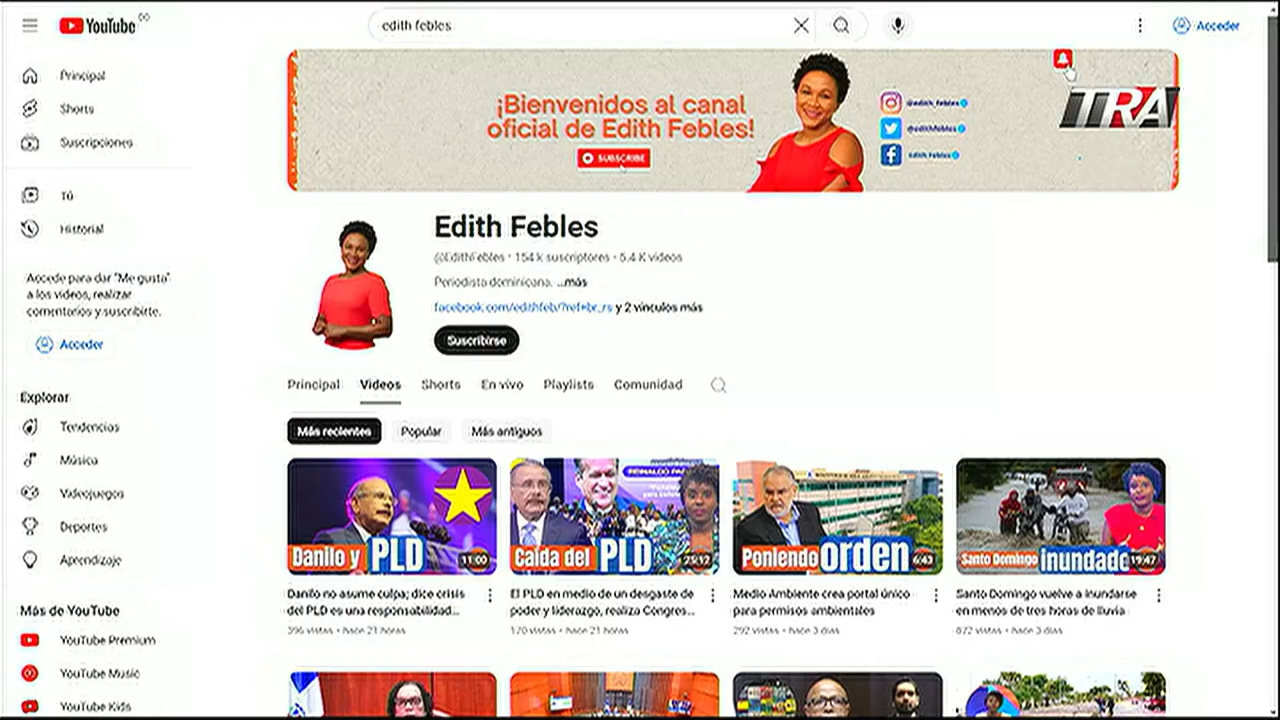 YouTube DO
edith febles
Acceder
Principal
Shorts
Suscripciones
Tú
Historial
Accede para dar "Me gusta"
a los videos, realizar
comentarios y suscribirte.
Acceder
Explorar
Tendencias
Música
Videojuegos
Deportes
Aprendizaje
Más de YouTube
YouTube Premium
YouTube Music
YouTube Kids
¡Bienvenidos al canal
oficial de Edith Febles!
SUBSCRIBE
@edith_febles
@edithfebles
Edith Febles
TRA
Edith Febles
@EdithFebles • 154 k suscriptores • 5.4 K videos
Periodista dominicana. ...más
facebook.com/edithfeb/?ref=br_rs y 2 vínculos más
Suscribirse
Principal Videos Shorts En vivo Playlists Comunidad
Más recientes Popular Más antiguos
Danilo y PLD 11:00
Caida del PLD 25:12
Poniendo orden 6:43
Santo Domingo inundado 19:47
Danilo no asume culpa; dice crisis
del PLD es una responsabilidad...
396 vistas • hace 21 horas
El PLD en medio de un desgaste de
poder y liderazgo, realiza Congres...
170 vistas • hace 21 horas
Medio Ambiente crea portal único
para permisos ambientales
292 vistas • hace 3 días
Santo Domingo vuelve a inundarse
en menos de tres horas de lluvia
872 vistas • hace 3 días